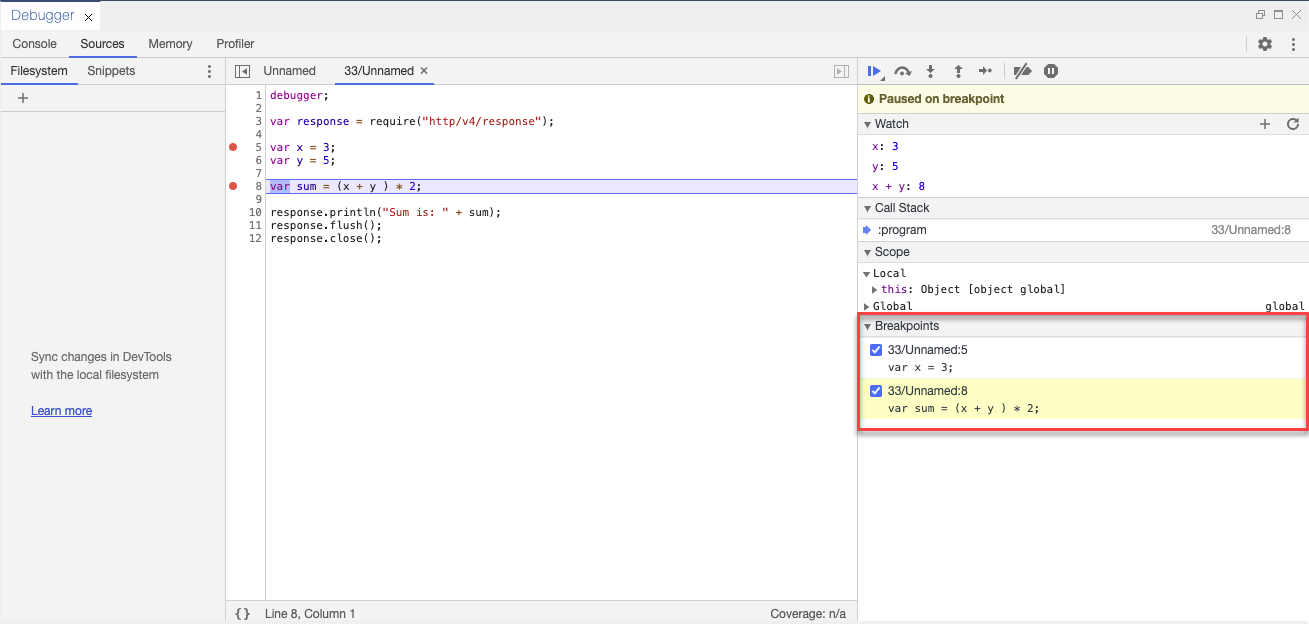 Debugger
Console Sources Memory Profiler
Filesystem Snippets
Sync changes in DevTools
with the local filesystem
Learn more
Unnamed 33/Unnamed
1 debugger;
2
3 var response = require("http/v4/response");
4
5 var x = 3;
6 var y = 5;
7
8 var sum = (x + y ) * 2;
9
10 response.println("Sum is: " + sum);
11 response.flush();
12 response.close();
{} Line 8, Column 1 Coverage: n/a
Paused on breakpoint
Watch
x: 3
y: 5
x + y: 8
Call Stack
:program 33/Unnamed:8
Scope
Local
this: Object [object global]
Global global
Breakpoints
33/Unnamed:5
var x = 3;
33/Unnamed:8
var sum = (x + y ) * 2;